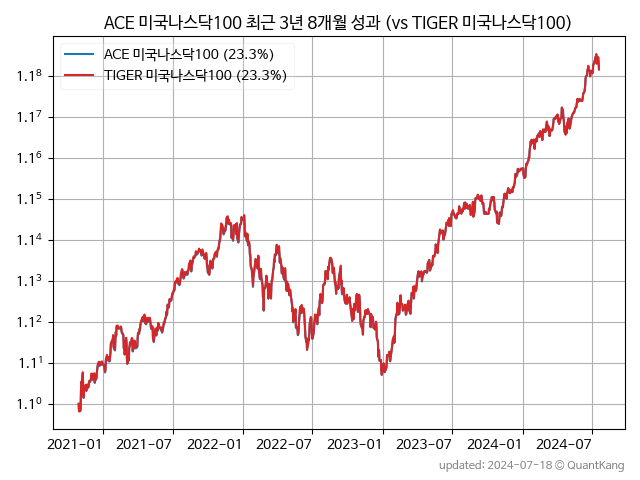 ACE 미국나스닥100 최근 3년 8개월 성과 (vs TIGER 미국나스닥100)
ACE 미국나스닥100 (23.3%)
TIGER 미국나스닥100 (23.3%)
1.1⁸
1.1⁷
1.1⁶
1.1⁵
1.1⁴
1.1³
1.1²
1.1¹
1.1⁰
2021-01 2021-07 2022-01 2022-07 2023-01 2023-07 2024-01 2024-07
updated: 2024-07-18 © QuantKang